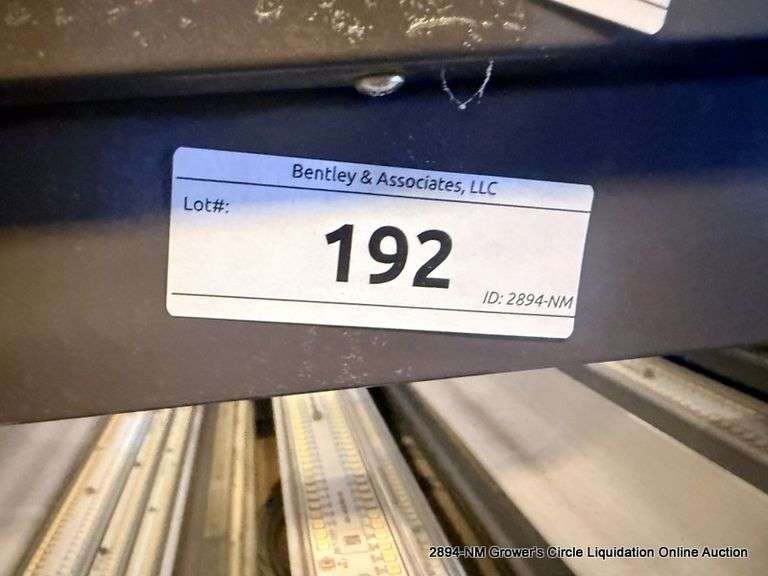 Bentley & Associates, LLC
Lot#:
192
ID: 2894-NM
2894-NM Grower's Circle Liquidation Online Auction